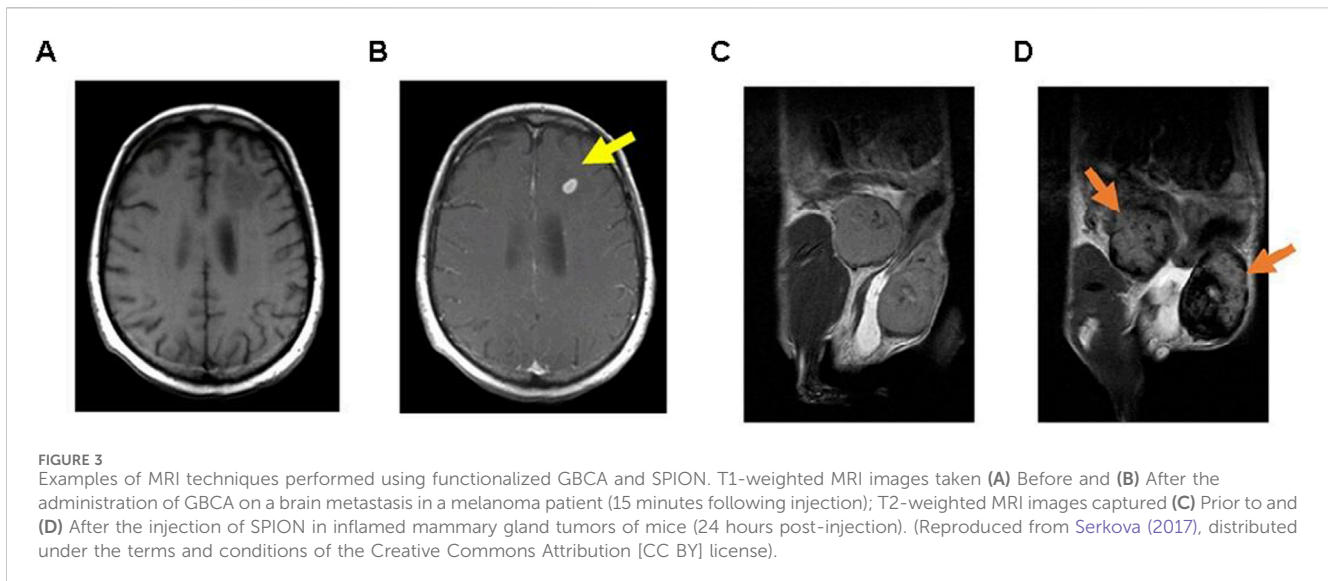 A
B
C
D
FIGURE 3
Examples of MRI techniques performed using functionalized GBCA and SPION. T1-weighted MRI images taken (A) Before and (B) After the
administration of GBCA on a brain metastasis in a melanoma patient (15 minutes following injection); T2-weighted MRI images captured (C) Prior to and
(D) After the injection of SPION in inflamed mammary gland tumors of mice (24 hours post-injection). (Reproduced from Serkova (2017), distributed
under the terms and conditions of the Creative Commons Attribution [CC BY] license).